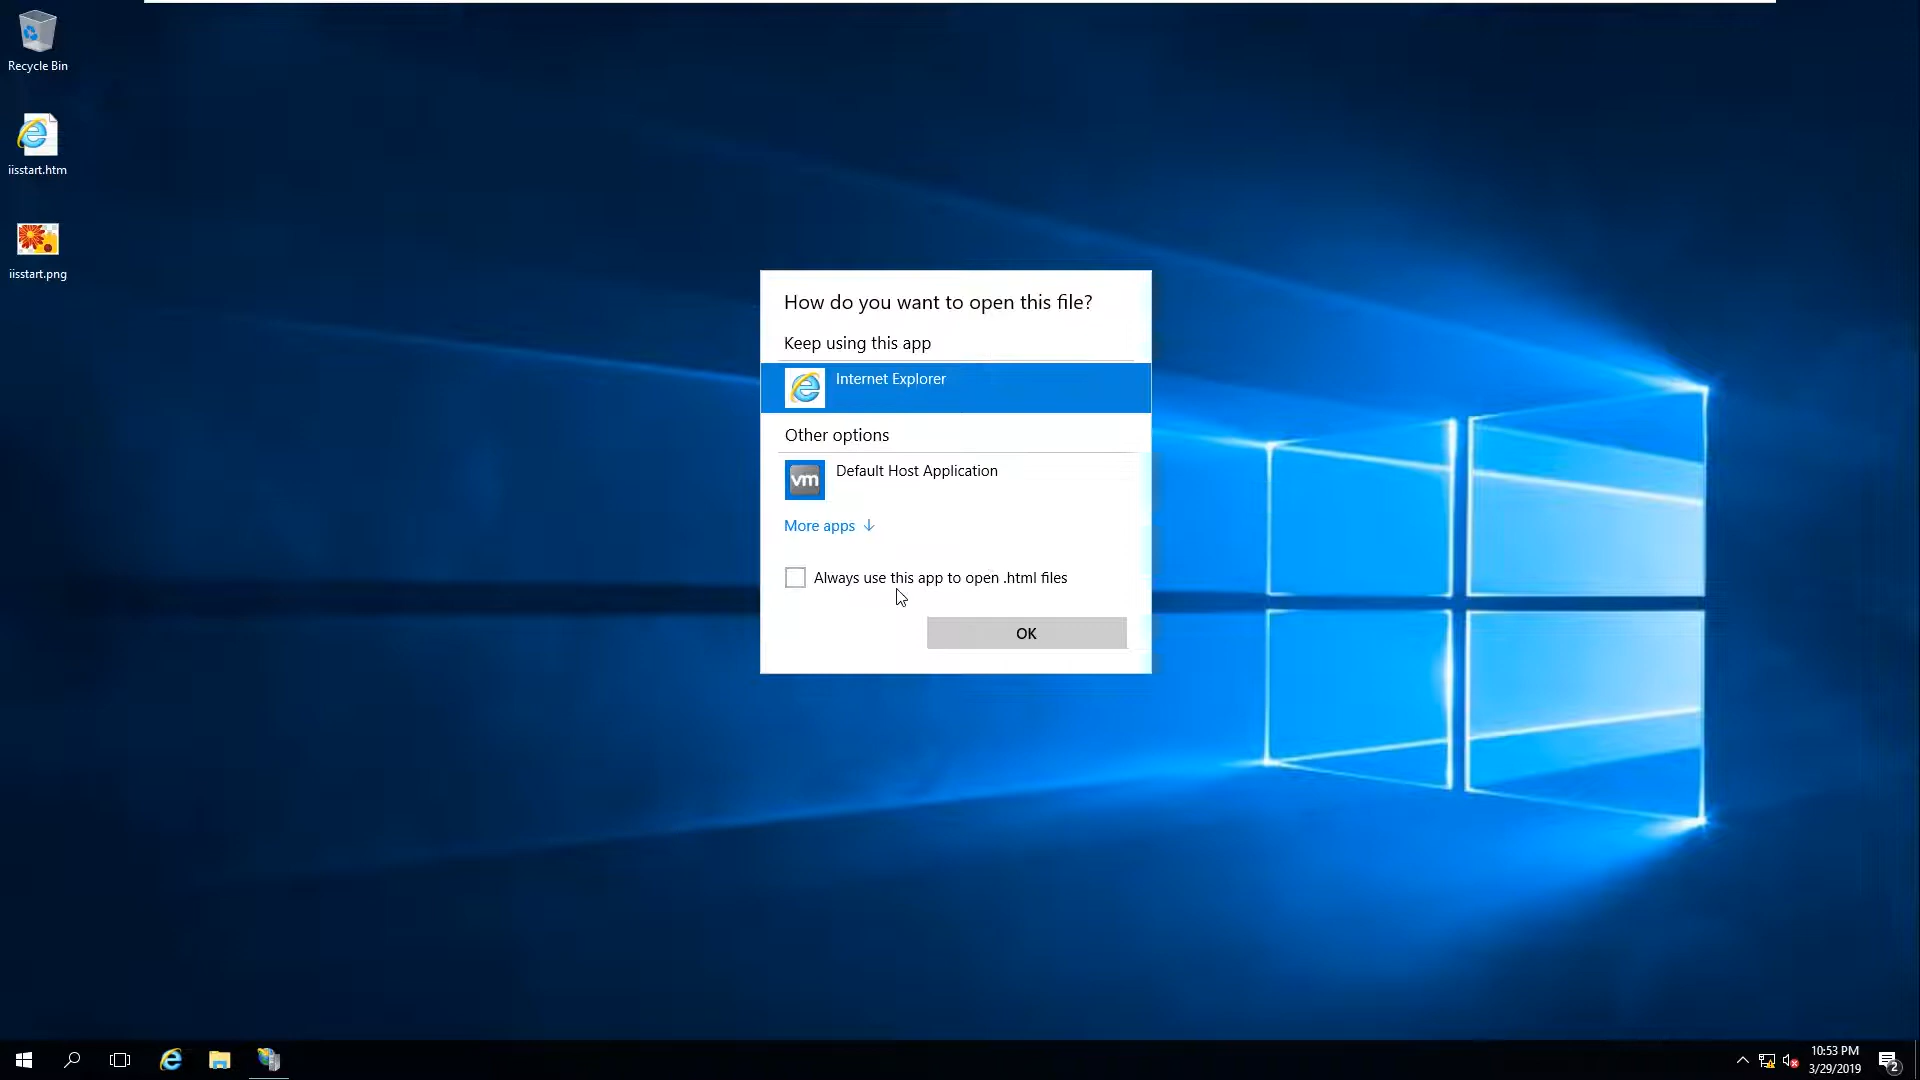 Recycle Bin
iisstart.htm
iisstart.png
How do you want to open this file?
Keep using this app
Internet Explorer
Other options
vm
Default Host Application
More apps
Always use this app to open .html files
OK
10:53 PM
3/29/2019
2